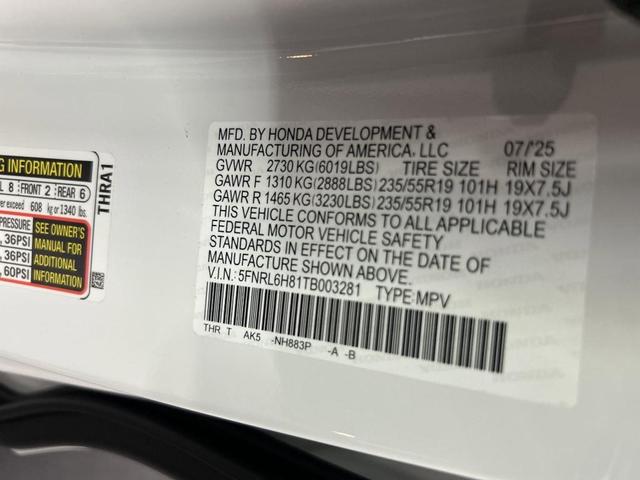 G INFORMATION
L 8 FRONT 2 REAR 6
er exceed 608 kg or 1340 lbs.
PRESSURE
, 36PSI
, 36PSI
, 60PSI
SEE OWNER'S
MANUAL FOR
ADDITIONAL
INFORMATION
THRA1
MFD. BY HONDA DEVELOPMENT &
MANUFACTURING OF AMERICA, LLC 07/'25
GVWR 2730 KG(6019LBS) TIRE SIZE RIM SIZE
GAWR F 1310 KG(2888LBS) 235/55R19 101H 19X7.5J
GAWR R 1465 KG(3230LBS) 235/55R19 101H 19X7.5J
THIS VEHICLE CONFORMS TO ALL APPLICABLE
FEDERAL MOTOR VEHICLE SAFETY
STANDARDS IN EFFECT ON THE DATE OF
MANUFACTURE SHOWN ABOVE.
V.I.N.: 5FNRL6H81TB003281 TYPE:MPV
THR T AK5 -NH883P -A -B